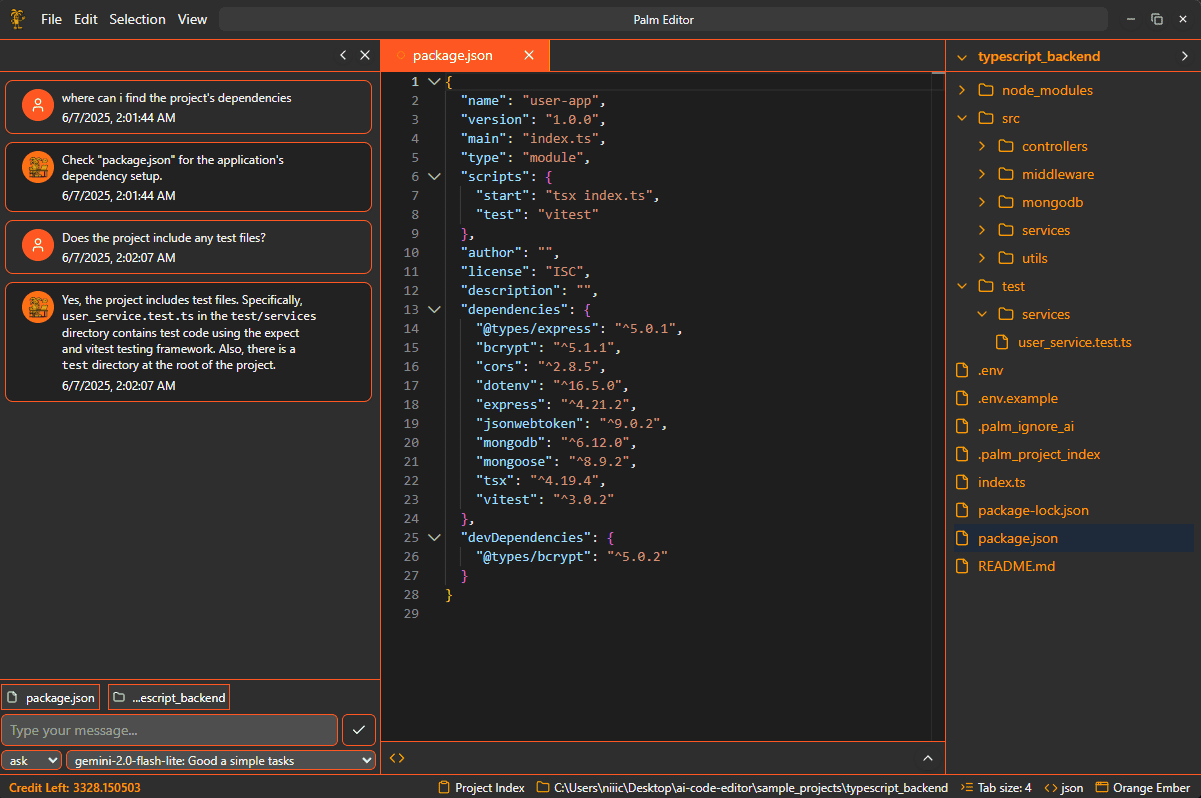 File Edit Selection View Palm Editor
where can i find the project's dependencies
6/7/2025, 2:01:44 AM
Check "package.json" for the application's
dependency setup.
6/7/2025, 2:01:44 AM
Does the project include any test files?
6/7/2025, 2:02:07 AM
Yes, the project includes test files. Specifically,
user_service.test.ts in the test/services
directory contains test code using the expect
and vitest testing framework. Also, there is a
test directory at the root of the project.
6/7/2025, 2:02:07 AM
package.json ...escript_backend
Type your message...
ask gemini-2.0-flash-lite: Good a simple tasks
package.json
1 {
2 "name": "user-app",
3 "version": "1.0.0",
4 "main": "index.ts",
5 "type": "module",
6 "scripts": {
7 "start": "tsx index.ts",
8 "test": "vitest"
9 },
10 "author": "",
11 "license": "ISC",
12 "description": "",
13 "dependencies": {
14 "@types/express": "^5.0.1",
15 "bcrypt": "^5.1.1",
16 "cors": "^2.8.5",
17 "dotenv": "^16.5.0",
18 "express": "^4.21.2",
19 "jsonwebtoken": "^9.0.2",
20 "mongodb": "^6.12.0",
21 "mongoose": "^8.9.2",
22 "tsx": "^4.19.4",
23 "vitest": "^3.0.2"
24 },
25 "devDependencies": {
26 "@types/bcrypt": "^5.0.2"
27 }
28 }
29
<>
typescript_backend
node_modules
src
controllers
middleware
mongodb
services
utils
test
services
user_service.test.ts
.env
.env.example
.palm_ignore_ai
.palm_project_index
index.ts
package-lock.json
package.json
README.md
Credit Left: 3328.150503 Project Index C:\Users\niiic\Desktop\ai-code-editor\sample_projects\typescript_backend Tab size: 4 <> json Orange Ember